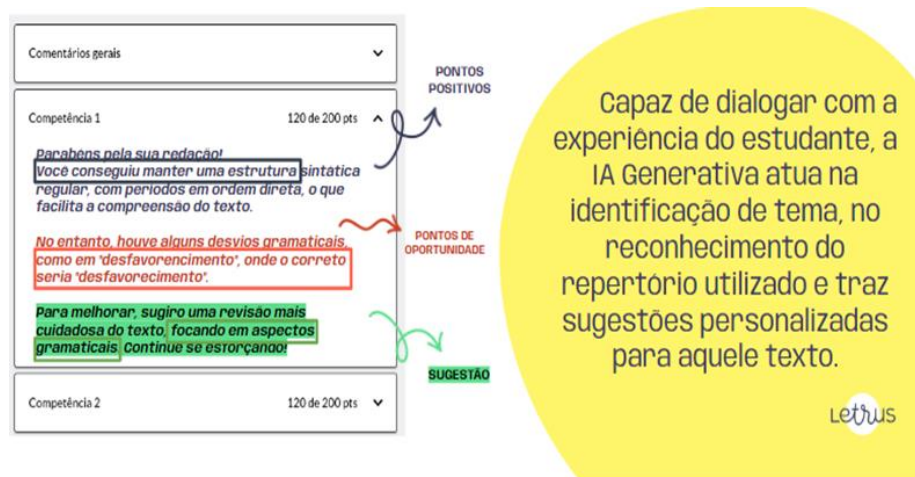 Comentários gerais
Competência 1 120 de 200 pts
Parabéns pela sua redação!
Você conseguiu manter uma estrutura sintática
regular, com períodos em ordem direta, o que
facilita a compreensão do texto.
No entanto, houve alguns desvios gramaticais,
como em "desfavorencimento", onde o correto
seria "desfavorecimento".
Para melhorar, sugiro uma revisão mais
cuidadosa do texto, focando em aspectos
gramaticais. Continue se esforçando!
Competência 2 120 de 200 pts
PONTOS
POSITIVOS
PONTOS DE
OPORTUNIDADE
SUGESTÃO
Capaz de dialogar com a
experiência do estudante, a
IA Generativa atua na
identificação de tema, no
reconhecimento do
repertório utilizado e traz
sugestões personalizadas
para aquele texto.
Letrus